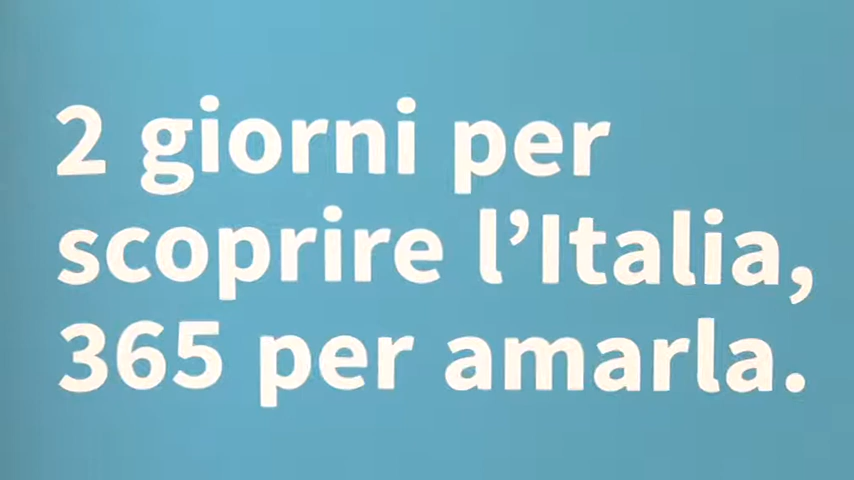 2 giorni per
scoprire l’Italia,
365 per amarla.